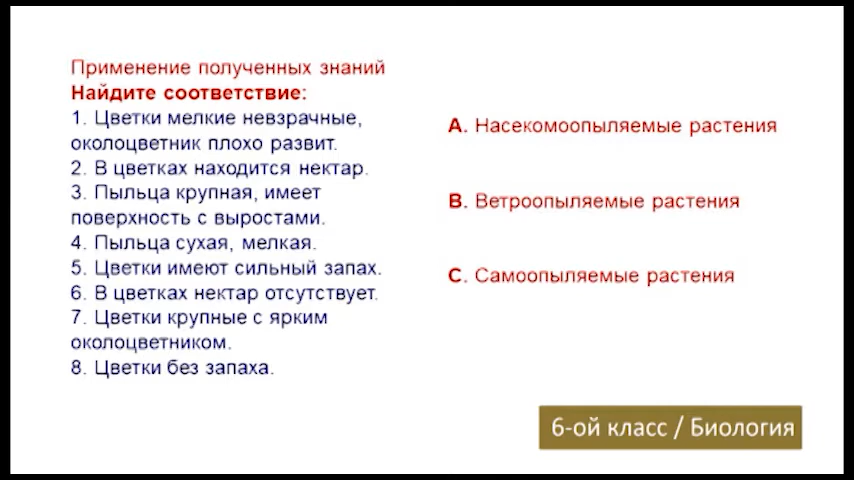 Применение полученных знаний
Найдите соответствие:
1. Цветки мелкие невзрачные,
околоцветник плохо развит.
2. В цветках находится нектар.
3. Пыльца крупная, имеет
поверхность с выростами.
4. Пыльца сухая, мелкая.
5. Цветки имеют сильный запах.
6. В цветках нектар отсутствует.
7. Цветки крупные с ярким
околоцветником.
8. Цветки без запаха.
А. Насекомоопыляемые растения
В. Ветроопыляемые растения
С. Самоопыляемые растения
6-ой класс / Биология